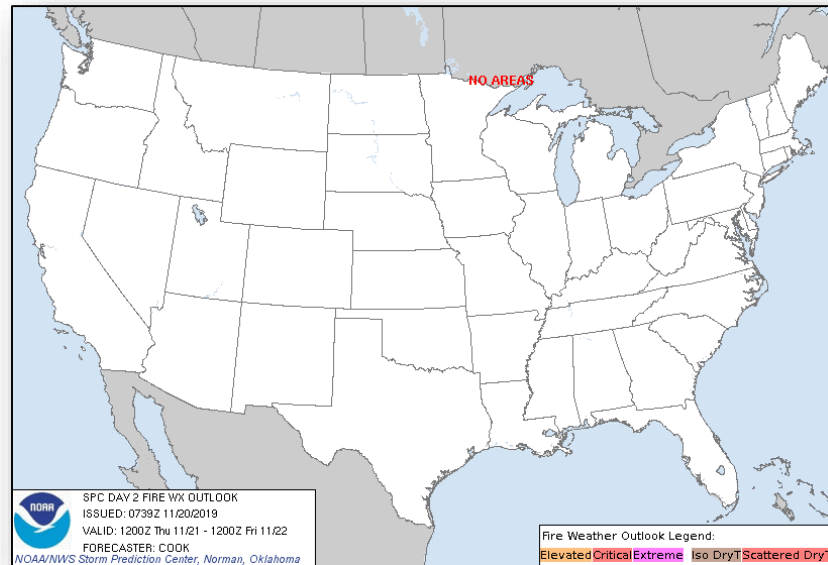 NO AREAS
NOAA
SPC DAY 2 FIRE WX OUTLOOK
ISSUED: 0739Z 11/20/2019
VALID: 1200Z Thu 11/21 - 1200Z Fri 11/22
FORECASTER: COOK
NOAA/NWS Storm Prediction Center, Norman, Oklahoma
Fire Weather Outlook Legend:
Elevated Critical Extreme Iso DryT Scattered DryT